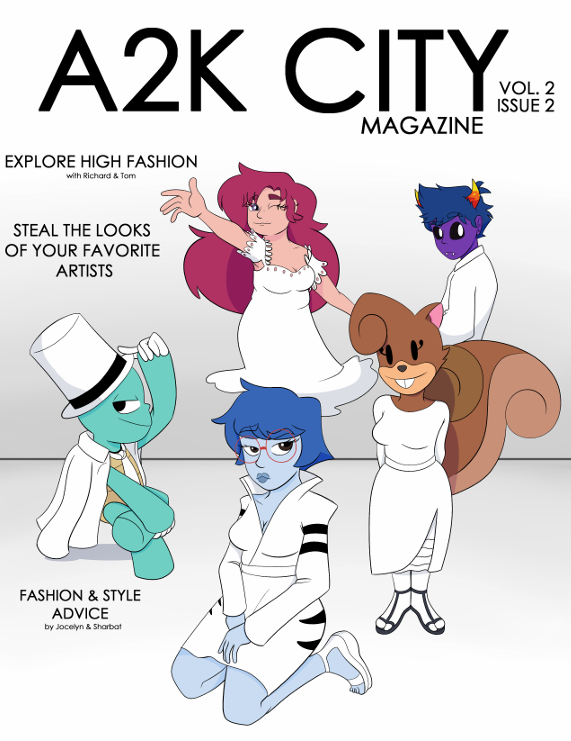 A2K CITY
VOL. 2
ISSUE 2
MAGAZINE
EXPLORE HIGH FASHION
with Richard & Tom
STEAL THE LOOKS
OF YOUR FAVORITE
ARTISTS
FASHION & STYLE
ADVICE
by Jocelyn & Sharbat